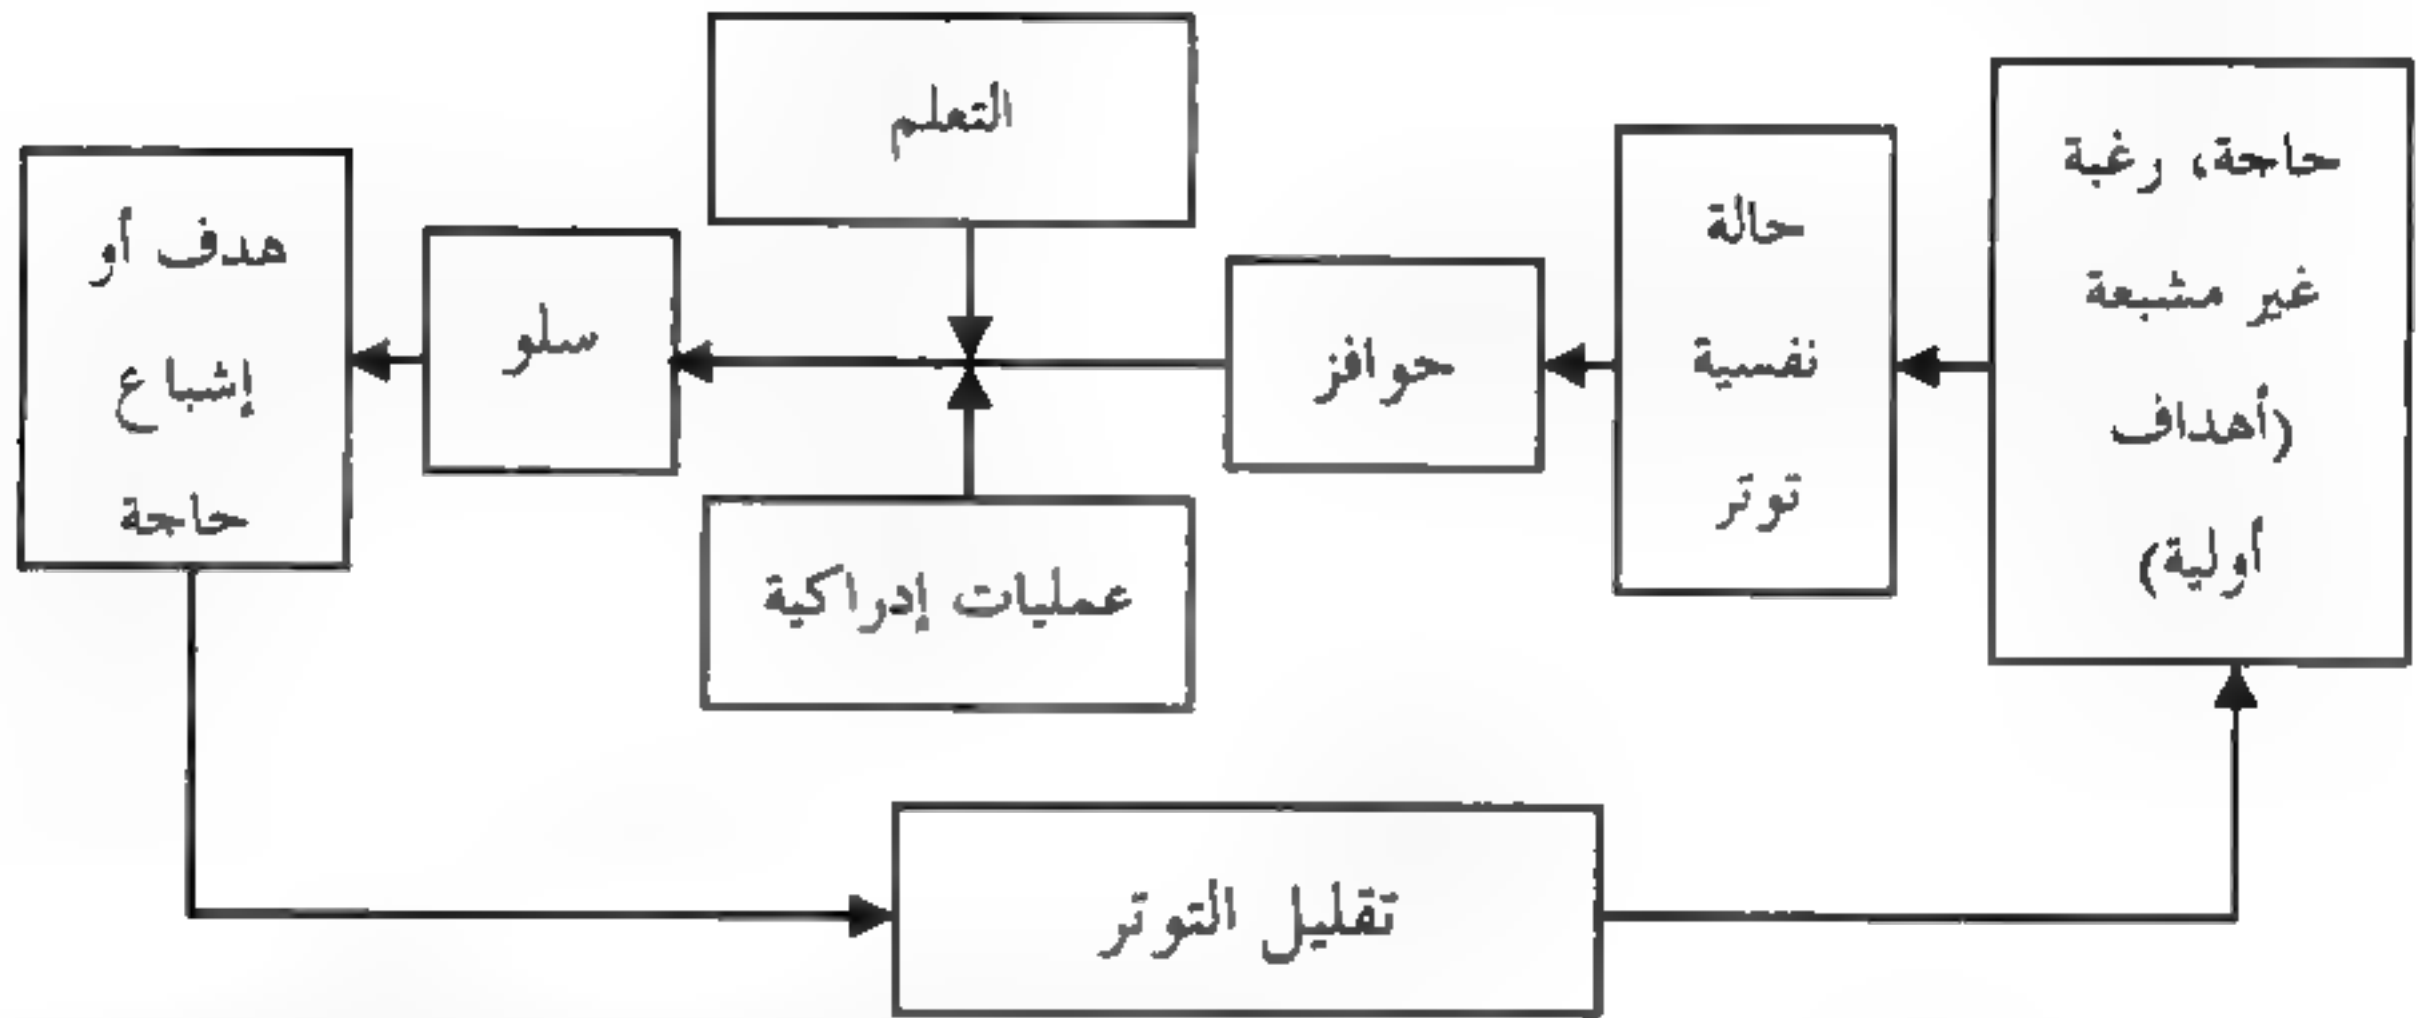 حاجة، رغبة
غير مشبعة
(أهداف
أولية)
حالة
نفسية
توتر
حوافز
التعلم
عمليات إدراكية
سلو
هدف أو
إشباع
حاجة
تقليل التوتر